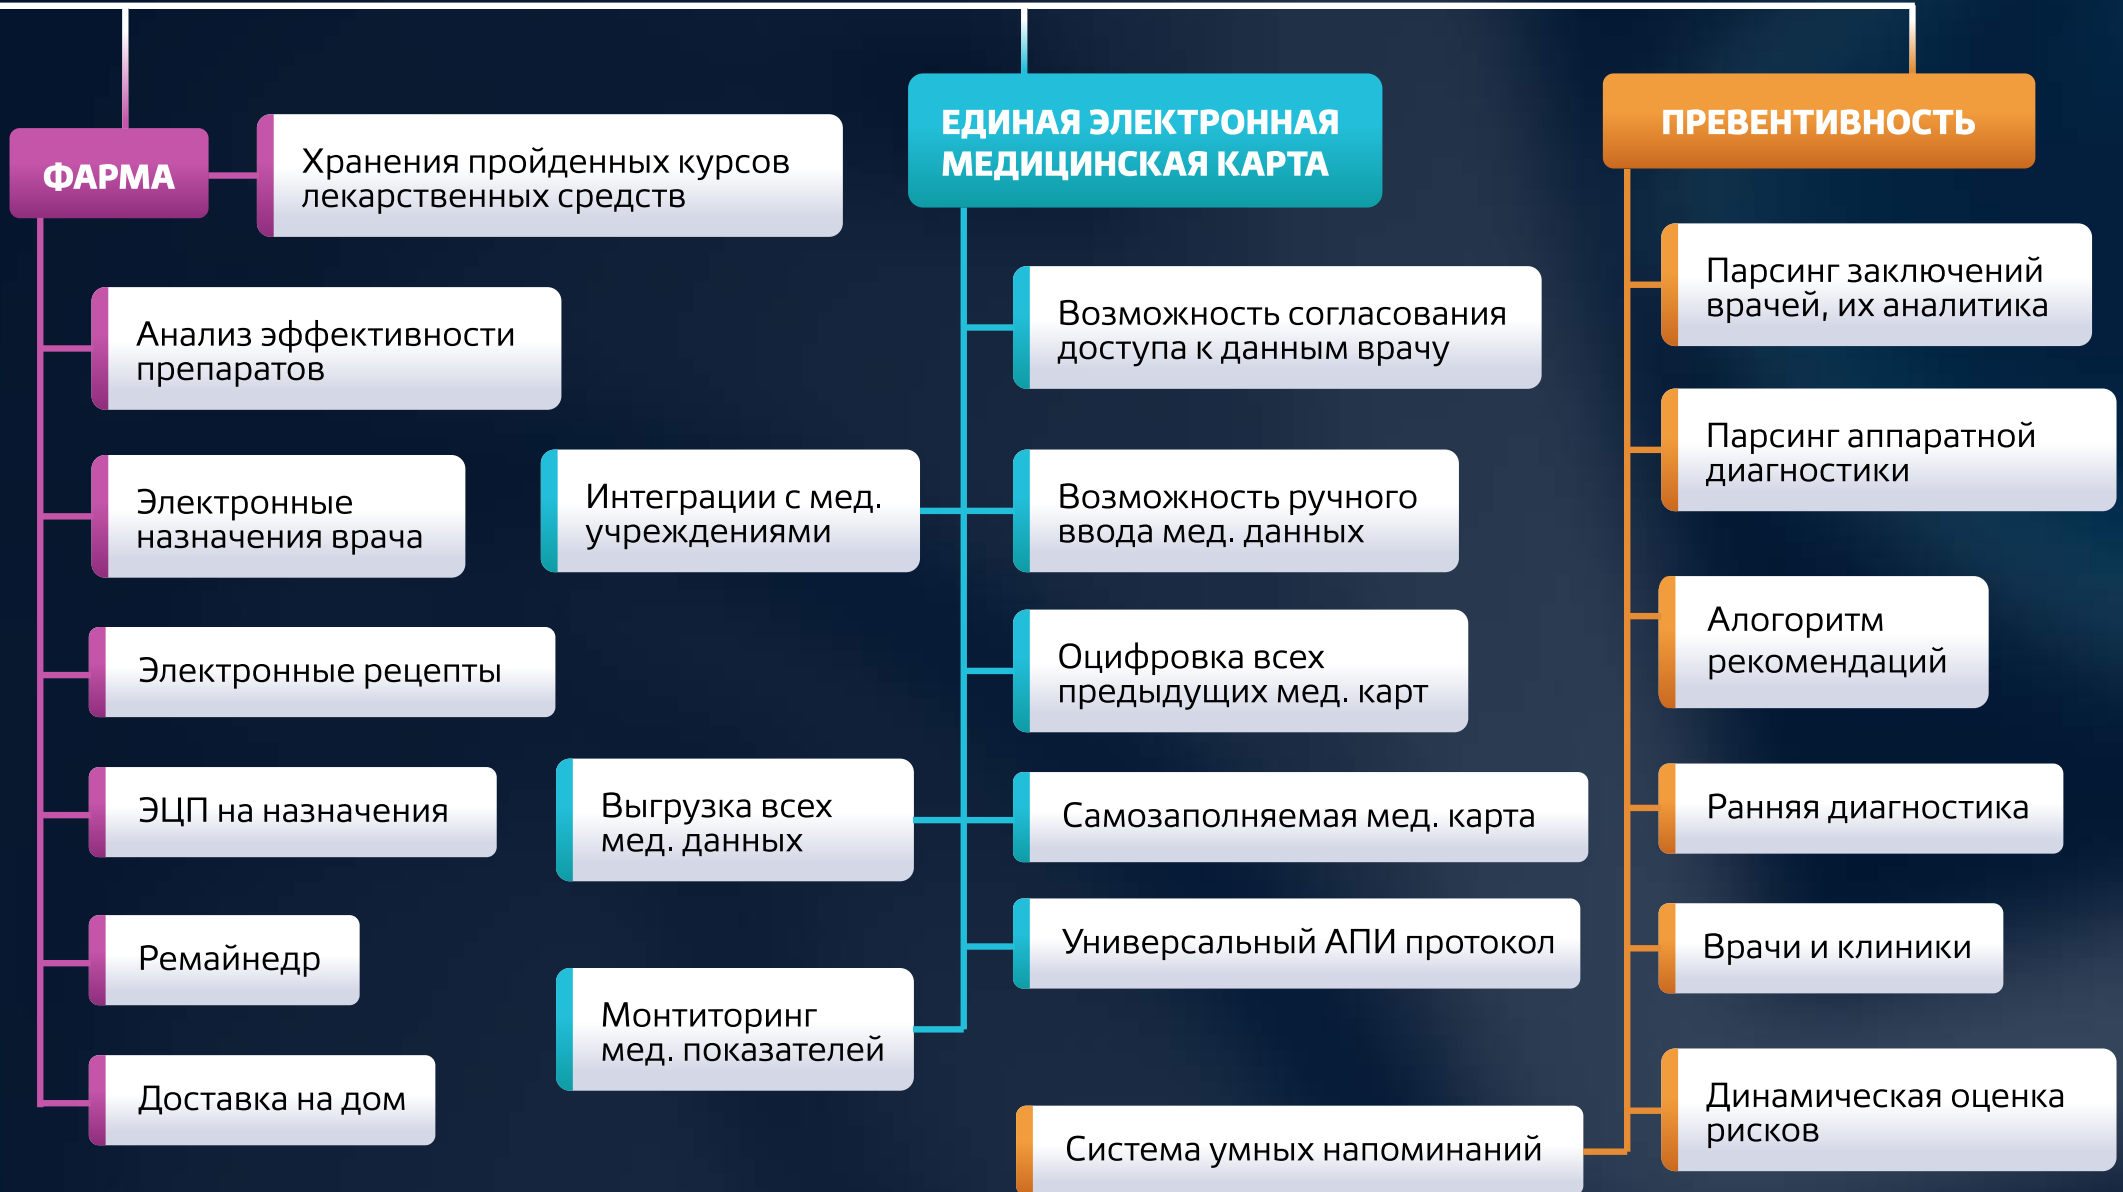 ФАРМА
Хранения пройденных курсов
лекарственных средств
Анализ эффективности
препаратов
Электронные
назначения врача
Электронные рецепты
ЭЦП на назначения
Ремайнедр
Доставка на дом
ЕДИНАЯ ЭЛЕКТРОННАЯ
МЕДИЦИНСКАЯ КАРТА
Возможность согласования
доступа к данным врачу
Интеграции с мед.
учреждениями
Возможность ручного
ввода мед. данных
Оцифровка всех
предыдущих мед. карт
Выгрузка всех
мед. данных
Самозаполняемая мед. карта
Универсальный АПИ протокол
Монтиторинг
мед. показателей
ПРЕВЕНТИВНОСТЬ
Парсинг заключений
врачей, их аналитика
Парсинг аппаратной
диагностики
Алогоритм
рекомендаций
Ранняя диагностика
Врачи и клиники
Динамическая оценка
рисков
Система умных напоминаний